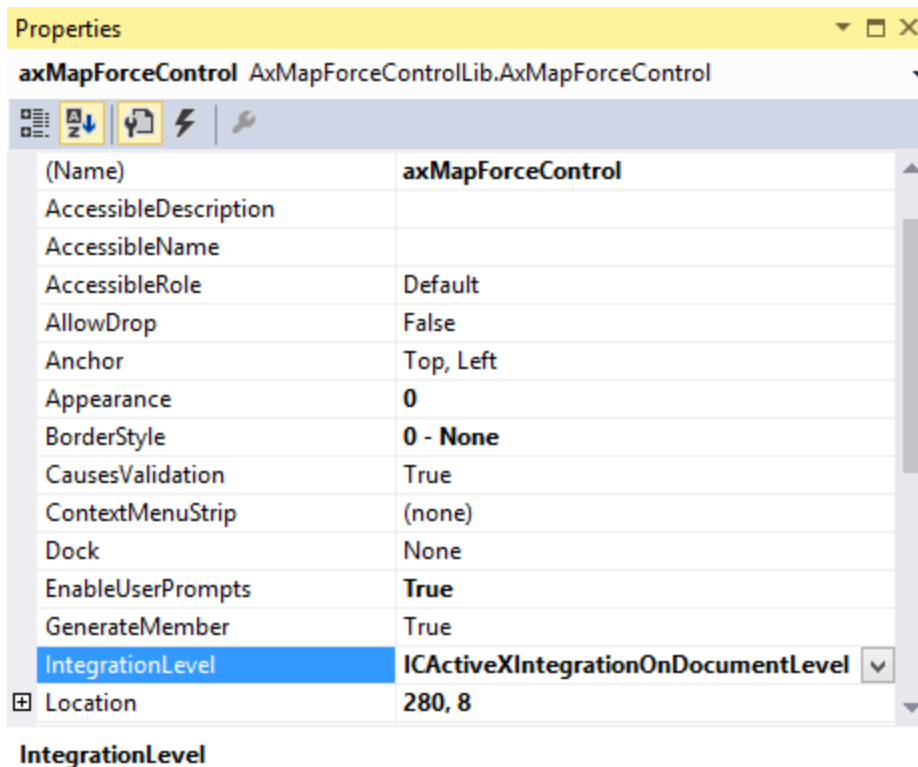 Properties
axMapForceControl AxMapForceControlLib.AxMapForceControl
(Name) axMapForceControl
AccessibleDescription
AccessibleName
AccessibleRole Default
AllowDrop False
Anchor Top, Left
Appearance 0
BorderStyle 0 - None
CausesValidation True
ContextMenuStrip (none)
Dock None
EnableUserPrompts True
GenerateMember True
IntegrationLevel ICActiveXIntegrationOnDocumentLevel
Location 280, 8
IntegrationLevel